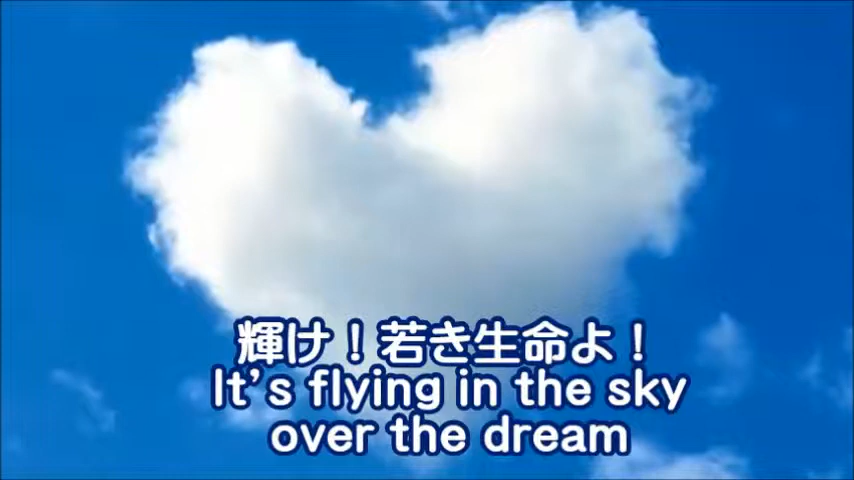 輝け！若き生命よ！
It's flying in the sky
over the dream